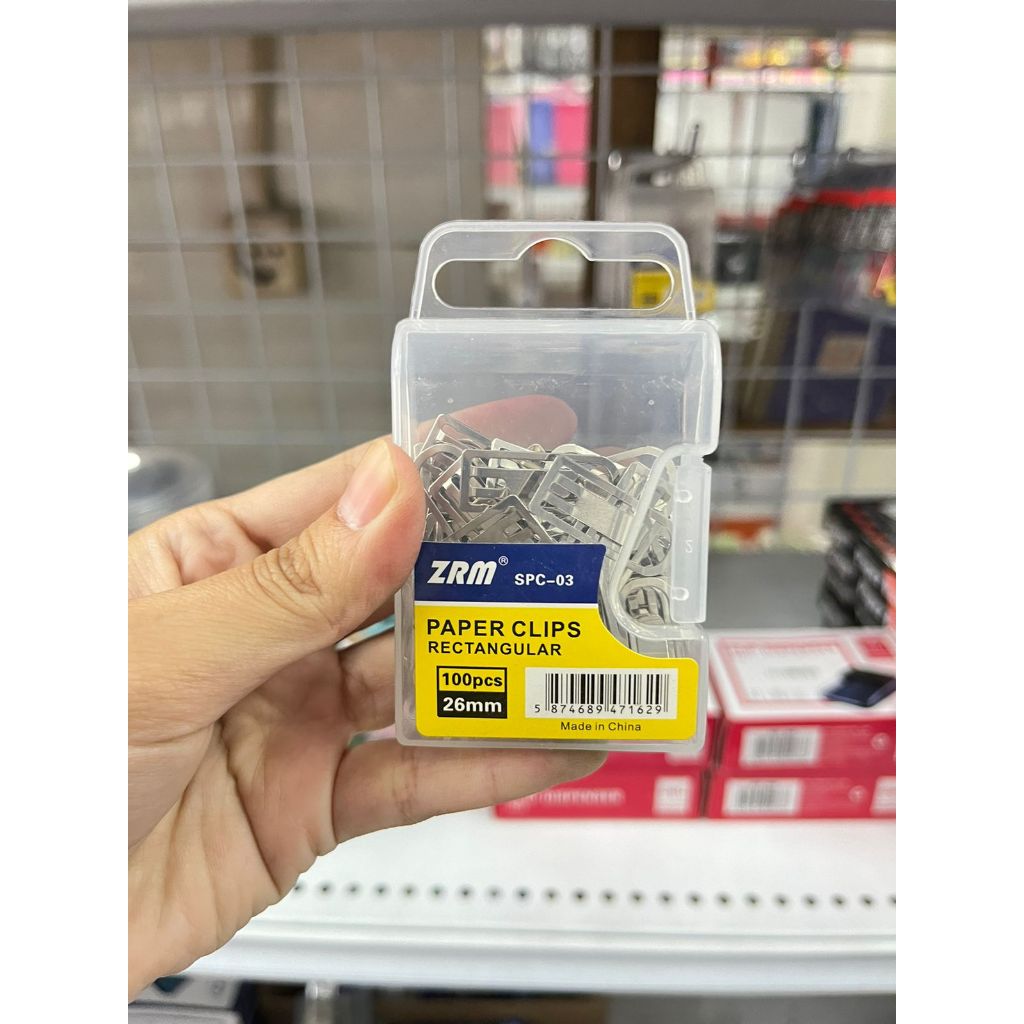 ZRM® SPC-03
PAPER CLIPS
RECTANGULAR
100pcs
26mm
5 874689 471629
Made in China